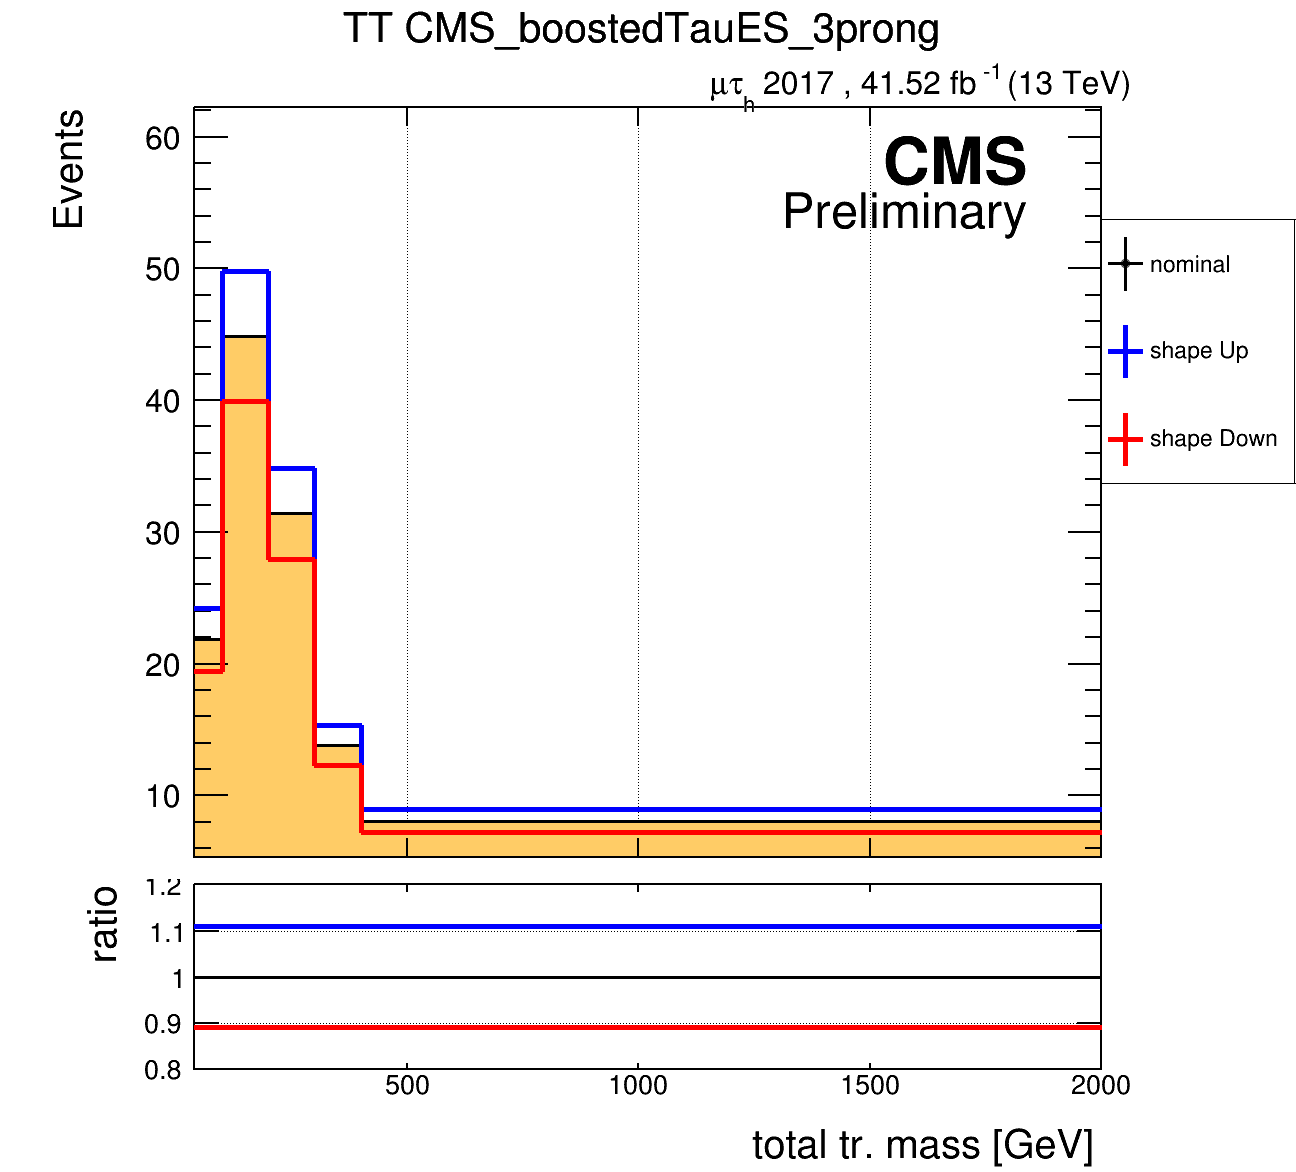 TT CMS_boostedTauES_3prong
μτh 2017 , 41.52 fb-1 (13 TeV)
Events
60
50
40
30
20
10
CMS
Preliminary
nominal
shape Up
shape Down
ratio
1.2
1.1
1
0.9
0.8
500
1000
1500
2000
total tr. mass [GeV]